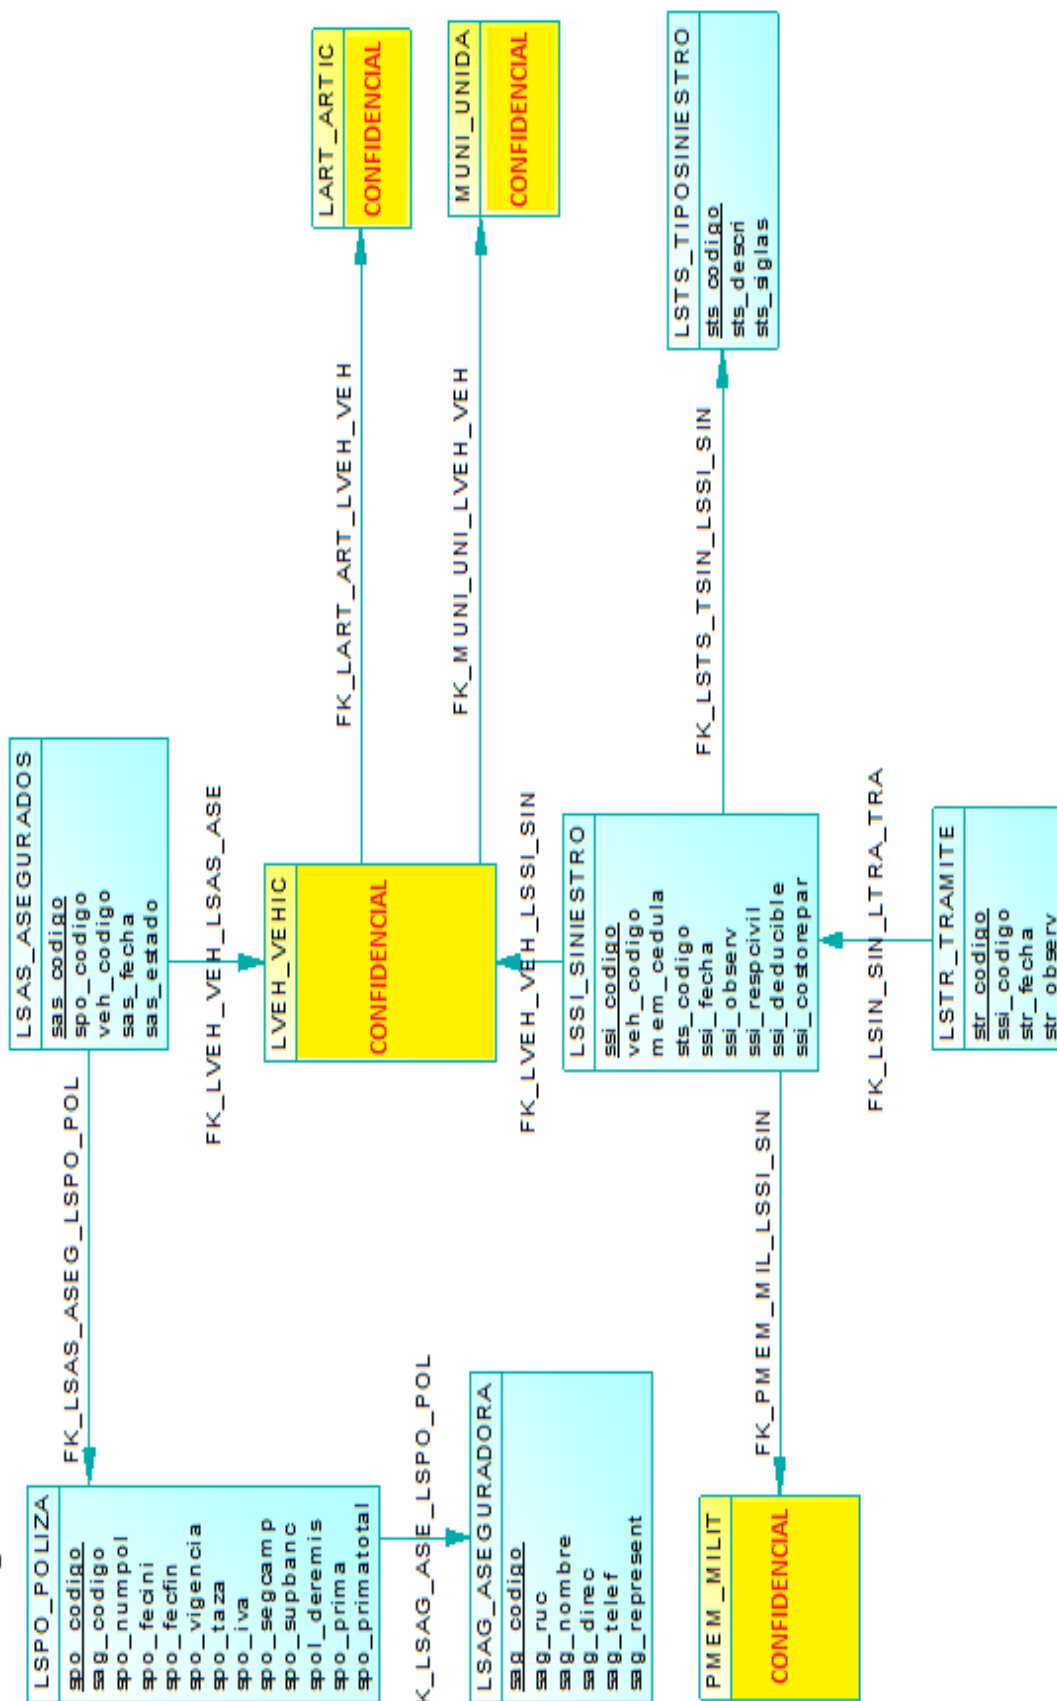 LSPO_POLIZA
spo_codigo
sag_codigo
spo_numpol
spo_fecini
spo_fecfin
spo_vigencia
spo_taza
spo_iva
spo_segcamp
spo_supbanc
spol_deremis
spo_prima
spo_primatotal
FK_LSAS_ASEG_LSPO_POL
LSAS_ASEGURADOS
sas_codigo
spo_codigo
veh_codigo
sas_fecha
sas_estado
K_LSAG_ASE_LSPO_POL
LSAG_ASEGURADORA
sag_codigo
sag_ruc
sag_nombre
sag_direc
sag_telef
sag_represent
FK_LVEH_VEH_LSAS_ASE
LVEH_VEHIC
CONFIDENCIAL
FK_LART_ART_LVEH_VEH
LART_ARTIC
CONFIDENCIAL
FK_MUNI_UNI_LVEH_VEH
MUNI_UNIDA
CONFIDENCIAL
FK_LVEH_VEH_LSSI_SIN
LSSI_SINIESTRO
ssi_codigo
veh_codigo
mem_cedula
sts_codigo
ssi_fecha
ssi_observ
ssi_respcivil
ssi_deducible
ssi_costorepar
FK_LSTS_TSIN_LSSI_SIN
LSTS_TIPOSINIESTRO
sts_codigo
sts_descri
sts_siglas
FK_PMEM_MIL_LSSI_SIN
PMEM_MILIT
CONFIDENCIAL
FK_LSIN_SIN_LTRA_TRA
LSTR_TRAMITE
str_codigo
ssi_codigo
str_fecha
str_observ